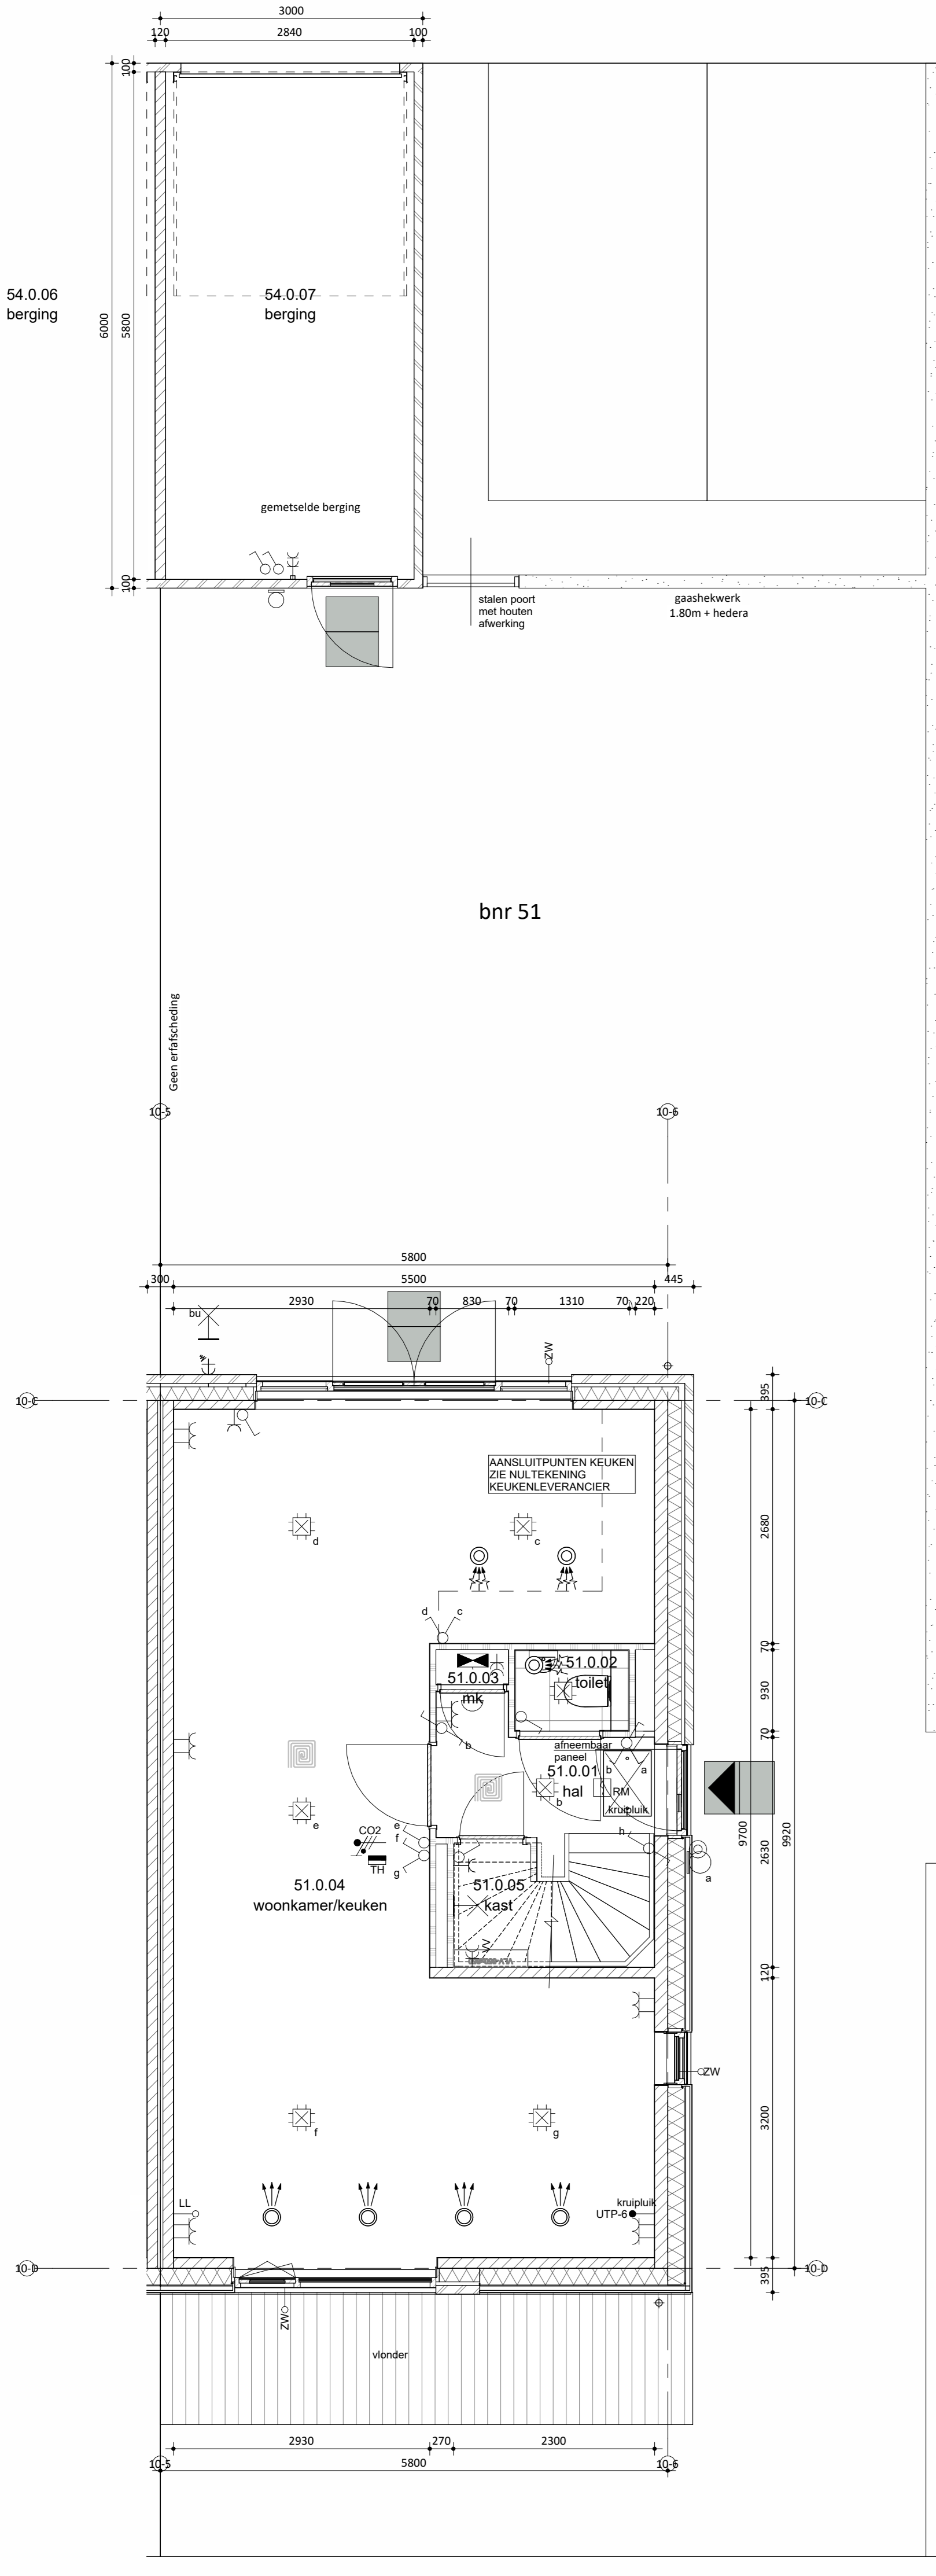 3000
120
2840
100
100
54.0.06
berging
54.0.07
berging
6000
5800
gemetselde berging
100
stalen poort
met houten
afwerking
gaashekwerk
1.80m + hedera
bnr 51
Geen erfafscheding
10-5
10-6
5800
300
5500
445
2930
70
830
70
1310
70
220
bu
ZW
10-C
10-C
395
AANSLUITPUNTEN KEUKEN
ZIE NULTEKENING
KEUKENLEVERANCIER
d
c
2680
d
c
70
51.0.03
mk
51.0.02
toilet
930
b
afneembaar
paneel
70
51.0.01
hal
b
b
a
RM
kruipluik
e
CO2
e
f
g
TH
h
a
9700
9920
2630
51.0.04
woonkamer/keuken
51.0.05
kast
VV
120
ZW
f
g
3200
LL
kruipluik
UTP-6
10-D
10-D
395
ZW
vlonder
2930
270
2300
10-5
5800
10-6